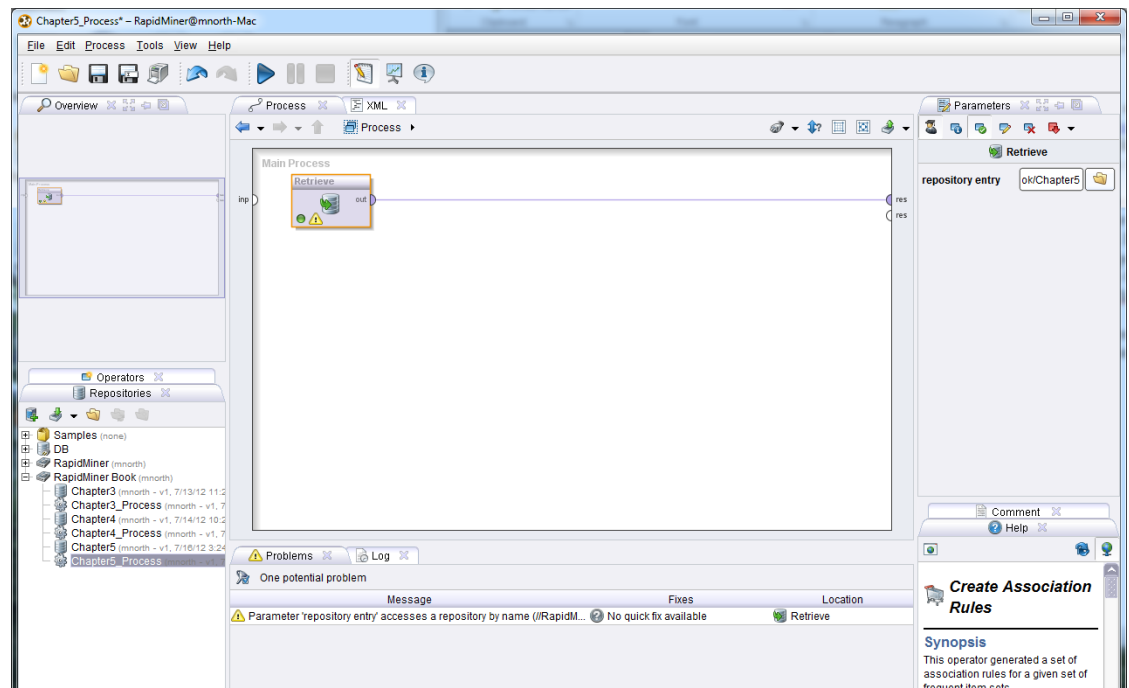 Chapter5_Process* – RapidMiner@mnorth-Mac
File Edit Process Tools View Help
Overview
Process
XML
Parameters
Process
Retrieve
repository entry
ok/Chapter5
Main Process
Retrieve
inp
out
res
res
Operators
Repositories
Samples (none)
DB
RapidMiner (mnorth)
RapidMiner Book (mnorth)
Chapter3 (mnorth - v1, 7/13/12 11:2
Chapter3_Process (mnorth - v1, 7
Chapter4 (mnorth - v1, 7/14/12 10:2
Chapter4_Process (mnorth - v1, 7
Chapter5 (mnorth - v1, 7/16/12 3:24
Chapter5_Process (mnorth - v1,
Problems
Log
One potential problem
Message Fixes Location
Parameter 'repository entry' accesses a repository by name (//RapidM... No quick fix available Retrieve
Comment
Help
Create Association
Rules
Synopsis
This operator generated a set of
association rules for a given set of
frequent item sets